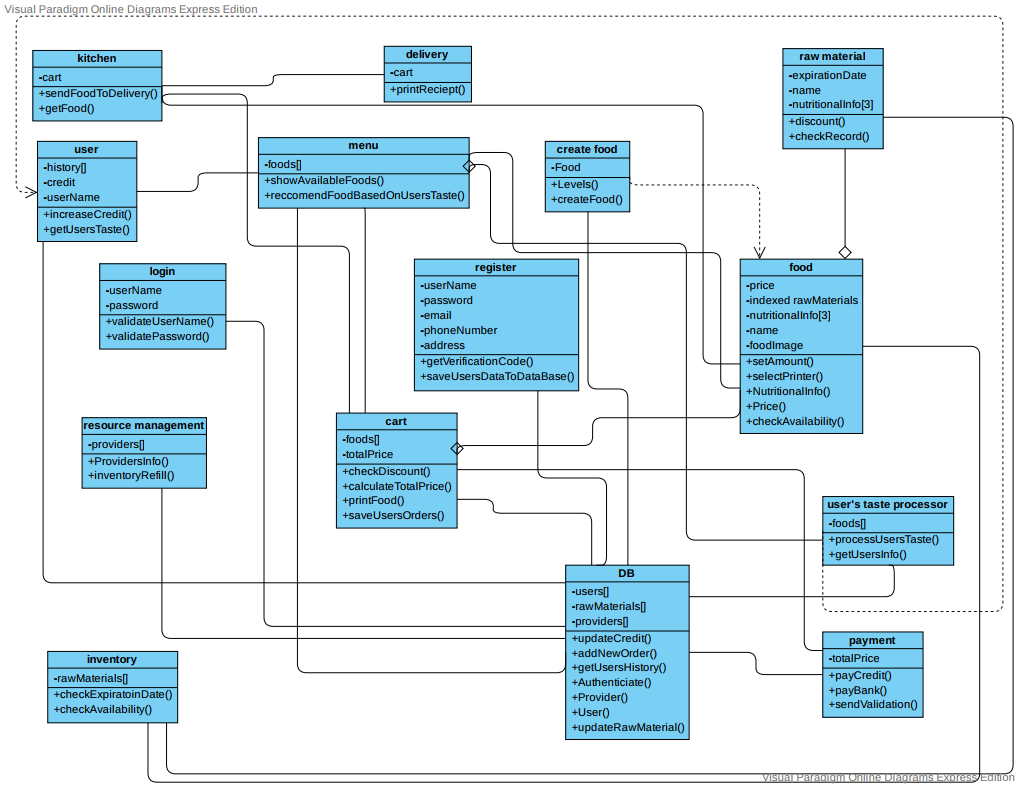 Visual Paradigm Online Diagrams Express Edition
kitchen
-cart
+sendFoodToDelivery()
+getFood()
delivery
-cart
+printReciept()
raw material
-expirationDate
-name
-nutritionalInfo[3]
+discount()
+checkRecord()
user
-history[]
-credit
-userName
+increaseCredit()
+getUsersTaste()
menu
-foods[]
+showAvailableFoods()
+reccomendFoodBasedOnUsersTaste()
create food
-Food
+Levels()
+createFood()
login
-userName
-password
+validateUserName()
+validatePassword()
register
-userName
-password
-email
-phoneNumber
-address
+getVerificationCode()
+saveUsersDataToDataBase()
food
-price
-indexed rawMaterials
-nutritionalInfo[3]
-name
-foodImage
+setAmount()
+selectPrinter()
+NutritionalInfo()
+Price()
+checkAvailability()
resource management
-providers[]
+ProvidersInfo()
+inventoryRefill()
cart
-foods[]
-totalPrice
+checkDiscount()
+calculateTotalPrice()
+printFood()
+saveUsersOrders()
user's taste processor
-foods[]
+processUsersTaste()
+getUsersInfo()
DB
-users[]
-rawMaterials[]
-providers[]
+updateCredit()
+addNewOrder()
+getUsersHistory()
+Authenticiate()
+Provider()
+User()
+updateRawMaterial()
payment
-totalPrice
+payCredit()
+payBank()
+sendValidation()
inventory
-rawMaterials[]
+checkExpiratoinDate()
+checkAvailability()
Visual Paradigm Online Diagrams Express Edition